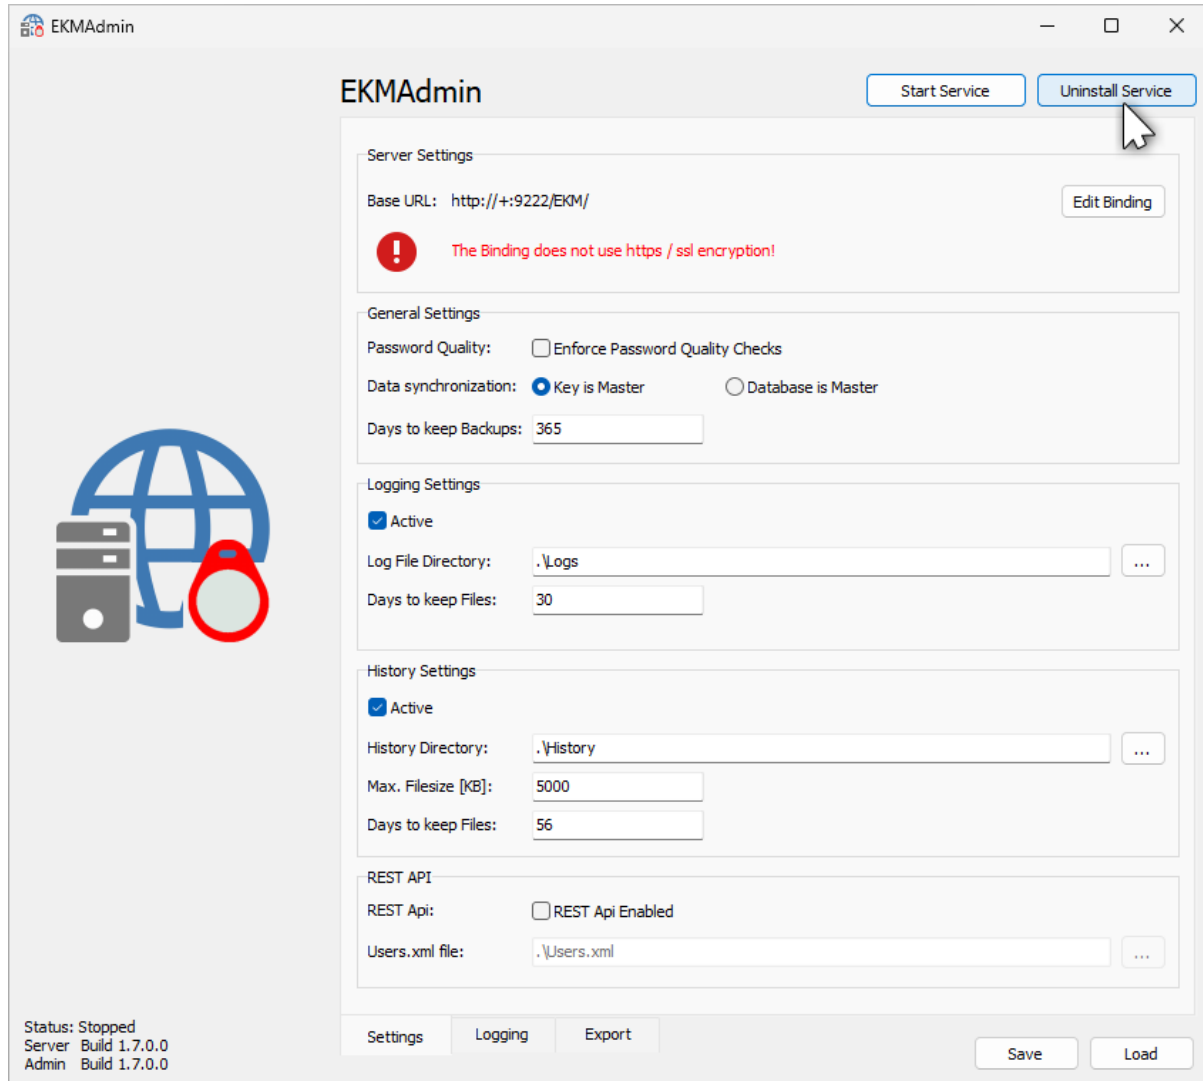 EKMAdmin
EKMAdmin
Start Service
Uninstall Service
Server Settings
Base URL: http://+:9222/EKM/
Edit Binding
The Binding does not use https / ssl encryption!
General Settings
Password Quality: Enforce Password Quality Checks
Data synchronization: Key is Master Database is Master
Days to keep Backups: 365
Logging Settings
Active
Log File Directory: .\Logs ...
Days to keep Files: 30
History Settings
Active
History Directory: .\History ...
Max. Filesize [KB]: 5000
Days to keep Files: 56
REST API
REST Api: REST Api Enabled
Users.xml file: .\Users.xml ...
Status: Stopped
Server Build 1.7.0.0
Admin Build 1.7.0.0
Settings Logging Export
Save Load